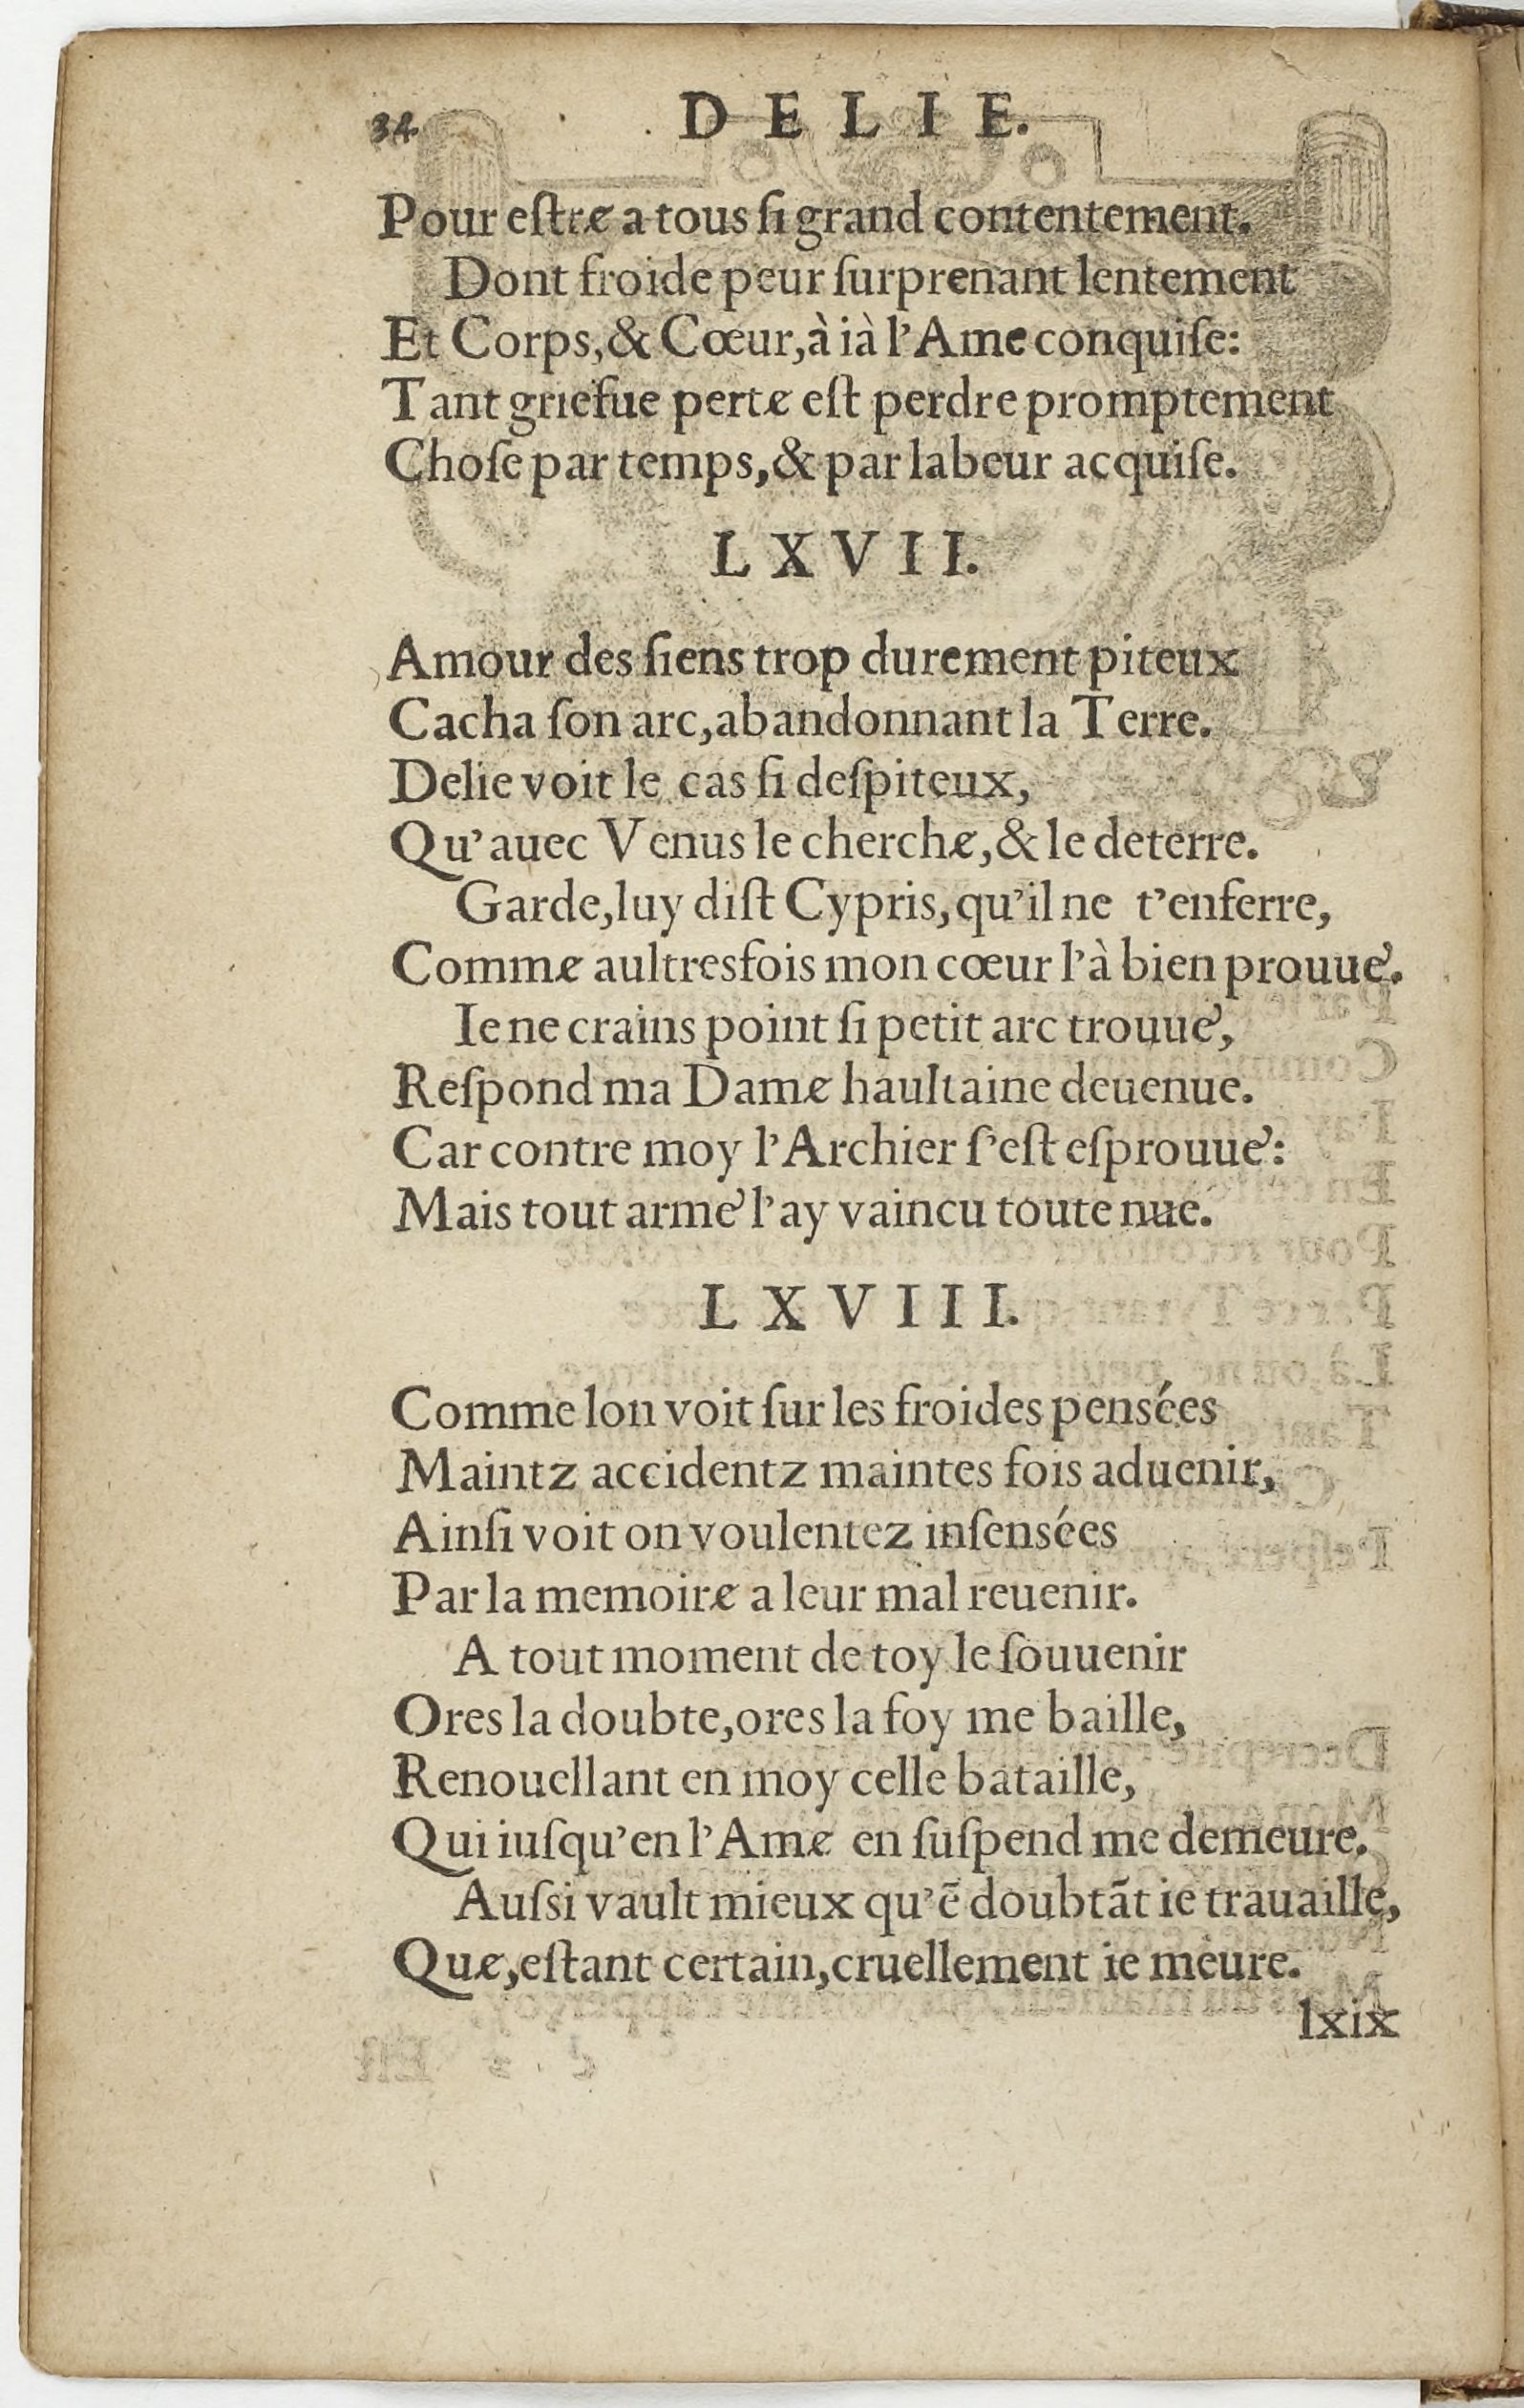 34 DELIE.
Pour eſtre a tous ſi grand contentement.
Dont froide peur ſurprenant lentement
Et Corps, & Cœur, à ià l'Ame conquiſe:
Tant griefue perte eſt perdre promptement
Choſe par temps, & par labeur acquiſe.
LXVII.
Amour des ſiens trop durement piteux
Cacha ſon arc, abandonnant la Terre.
Delie voit le cas ſi deſpiteux,
Qu'auec Venus le cherche, & le deterre.
Garde, luy diſt Cypris, qu'il ne t'enferre,
Comme aultresfois mon cœur l'à bien prouué.
Ie ne crains point ſi petit arc trouué,
Reſpond ma Dame haultaine deuenue.
Car contre moy l'Archier ſ'eſt eſprouué:
Mais tout armé l'ay vaincu toute nue.
LXVIII.
Comme lon voit ſur les froides pensées
Maintz accidentz maintes fois aduenir,
Ainſi voit on voulentez inſensées
Par la memoire a leur mal reuenir.
A tout moment de toy le ſouuenir
Ores la doubte, ores la foy me baille,
Renouellant en moy celle bataille,
Qui iuſqu'en l'Ame en ſuſpend me demeure.
Auſsi vault mieux qu'ẽ doubtãt ie trauaille,
Que, eſtant certain, cruellement ie meure.
lxix